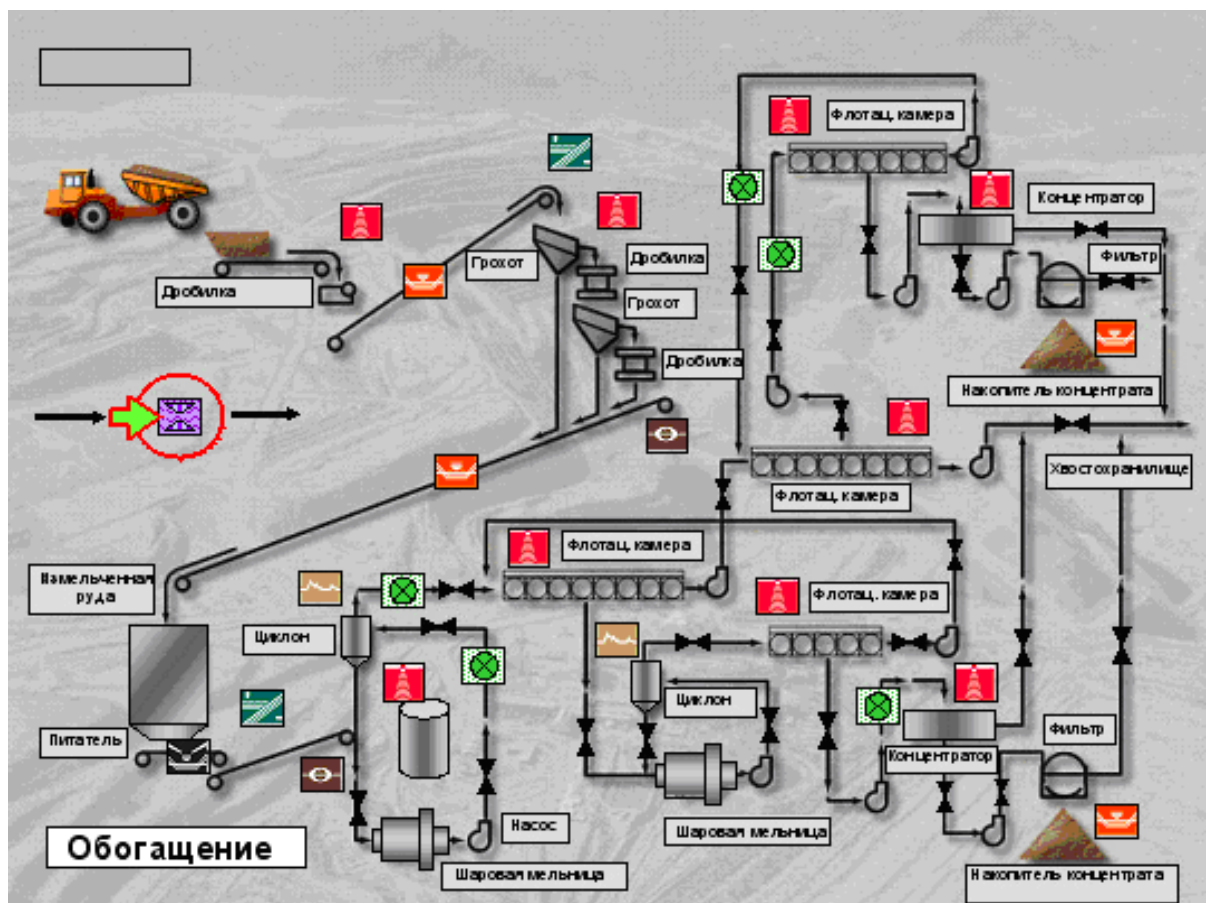 Флотац. камера
Концентратор
Грохот
Дробилка
Фильтр
Дробилка
Грохот
Дробилка
Накопитель концентрата
Хвостохранилище
Флотац. камера
Флотац. камера
Измельченная
руда
Флотац. камера
Циклон
Циклон
Питатель
Фильтр
Концентратор
Насос
Шаровая мельница
Обогащение
Шаровая мельница
Накопитель концентрата